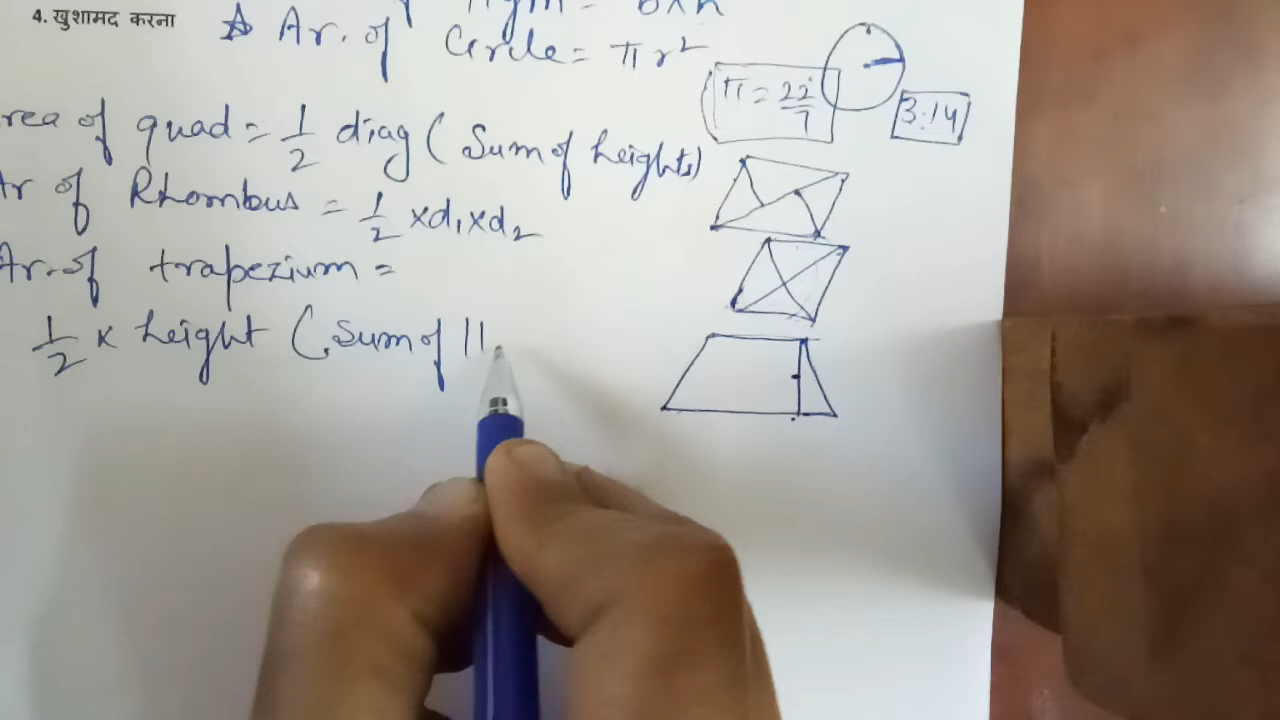 4. खुशामद करना
☆ Ar. of Circle = πr²
π = 22/7
3.14
rea of quad = 1/2 diag (Sum of heights)
Ar of Rhombus = 1/2 × d₁ × d₂
Ar. of trapezium =
1/2 × height (Sum of ||